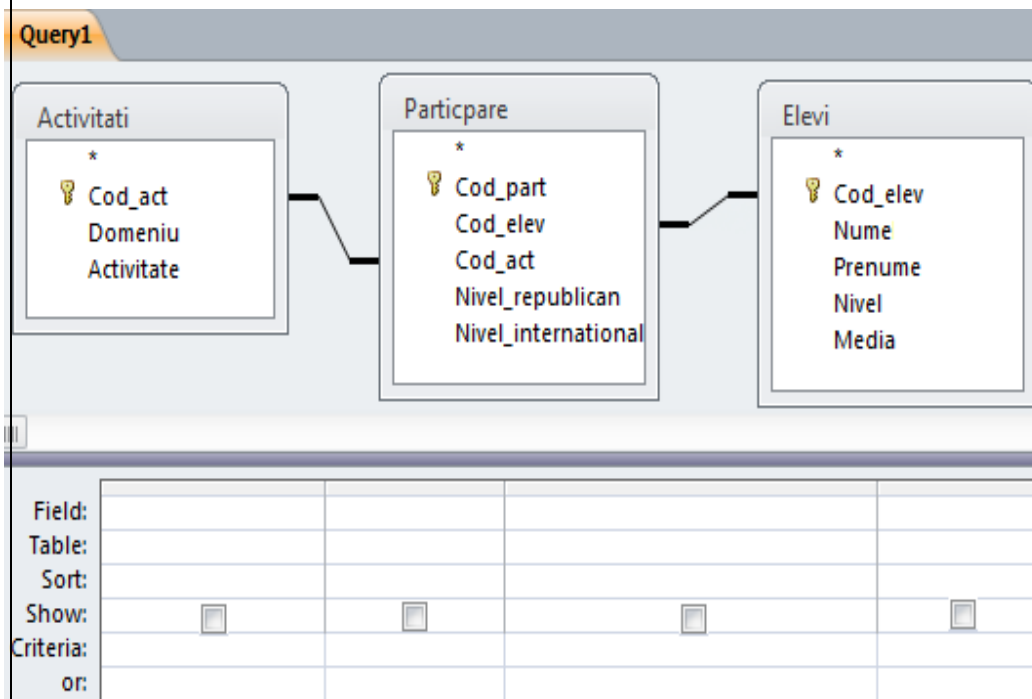 Query1
Activitati
*
Cod_act
Domeniu
Activitate
Particpare
*
Cod_part
Cod_elev
Cod_act
Nivel_republican
Nivel_international
Elevi
*
Cod_elev
Nume
Prenume
Nivel
Media
Field:
Table:
Sort:
Show:
Criteria:
or: